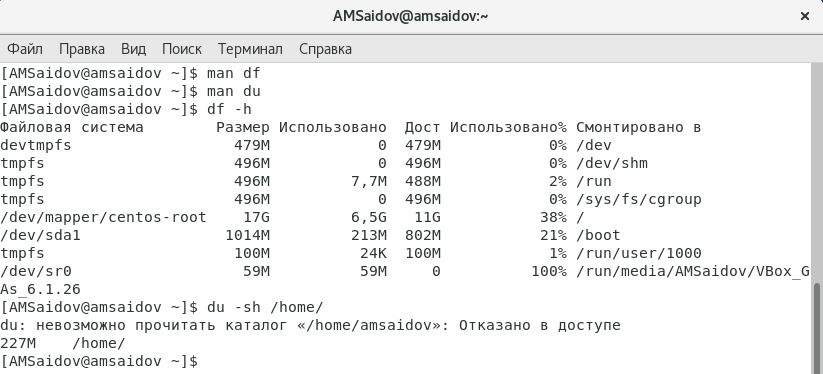 AMSaidov@amsaidov:~
Файл Правка Вид Поиск Терминал Справка
[AMSaidov@amsaidov ~]$ man df
[AMSaidov@amsaidov ~]$ man du
[AMSaidov@amsaidov ~]$ df -h
Файловая система        Размер Использовано  Дост Использовано% Смонтировано в
devtmpfs                  479M            0  479M            0% /dev
tmpfs                     496M            0  496M            0% /dev/shm
tmpfs                     496M         7,7M  488M            2% /run
tmpfs                     496M            0  496M            0% /sys/fs/cgroup
/dev/mapper/centos-root    17G         6,5G   11G           38% /
/dev/sda1                1014M         213M  802M           21% /boot
tmpfs                     100M          24K  100M            1% /run/user/1000
/dev/sr0                   59M          59M     0          100% /run/media/AMSaidov/VBox_G
As_6.1.26
[AMSaidov@amsaidov ~]$ du -sh /home/
du: невозможно прочитать каталог «/home/amsaidov»: Отказано в доступе
227M    /home/
[AMSaidov@amsaidov ~]$